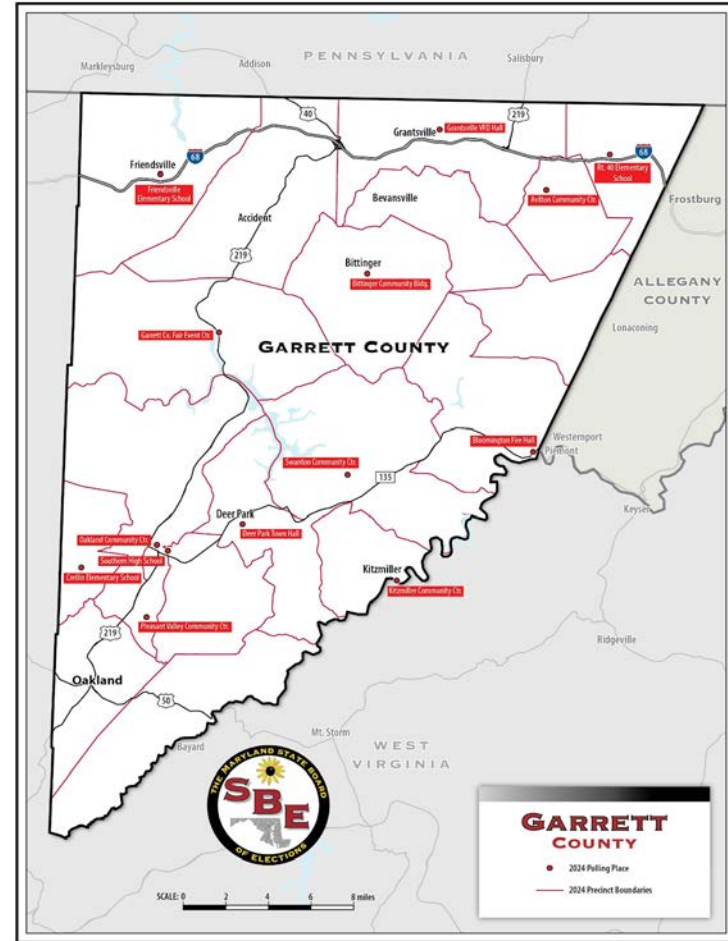 PENNSYLVANIA
Markleysburg
Addison
Salisbury
40
219
Grantsville
Grantsville VFD Hall
68
Friendsville
Friendsville
Elementary School
68
Rt. 40 Elementary
School
Avilton Community Ctr.
Frostburg
Bevansville
Accident
219
Bittinger
Bittinger Community Bldg.
ALLEGANY
COUNTY
Lonaconing
Garrett Co. Fair Event Ctr.
GARRETT COUNTY
Bloomington Fire Hall
Westernport
Piedmont
Swanton Community Ctr.
135
Keyser
Deer Park
Deer Park Town Hall
Oakland Community Ctr.
Southern High School
Crellin Elementary School
Kitzmiller
Kitzmiller Community Ctr.
Pleasant Valley Community Ctr.
219
Ridgeville
Oakland
50
Mt. Storm
Bayard
WEST
VIRGINIA
THE MARYLAND STATE BOARD
SBE
OF ELECTIONS
GARRETT
COUNTY
2024 Polling Place
2024 Precinct Boundaries
SCALE: 0 2 4 6 8 miles